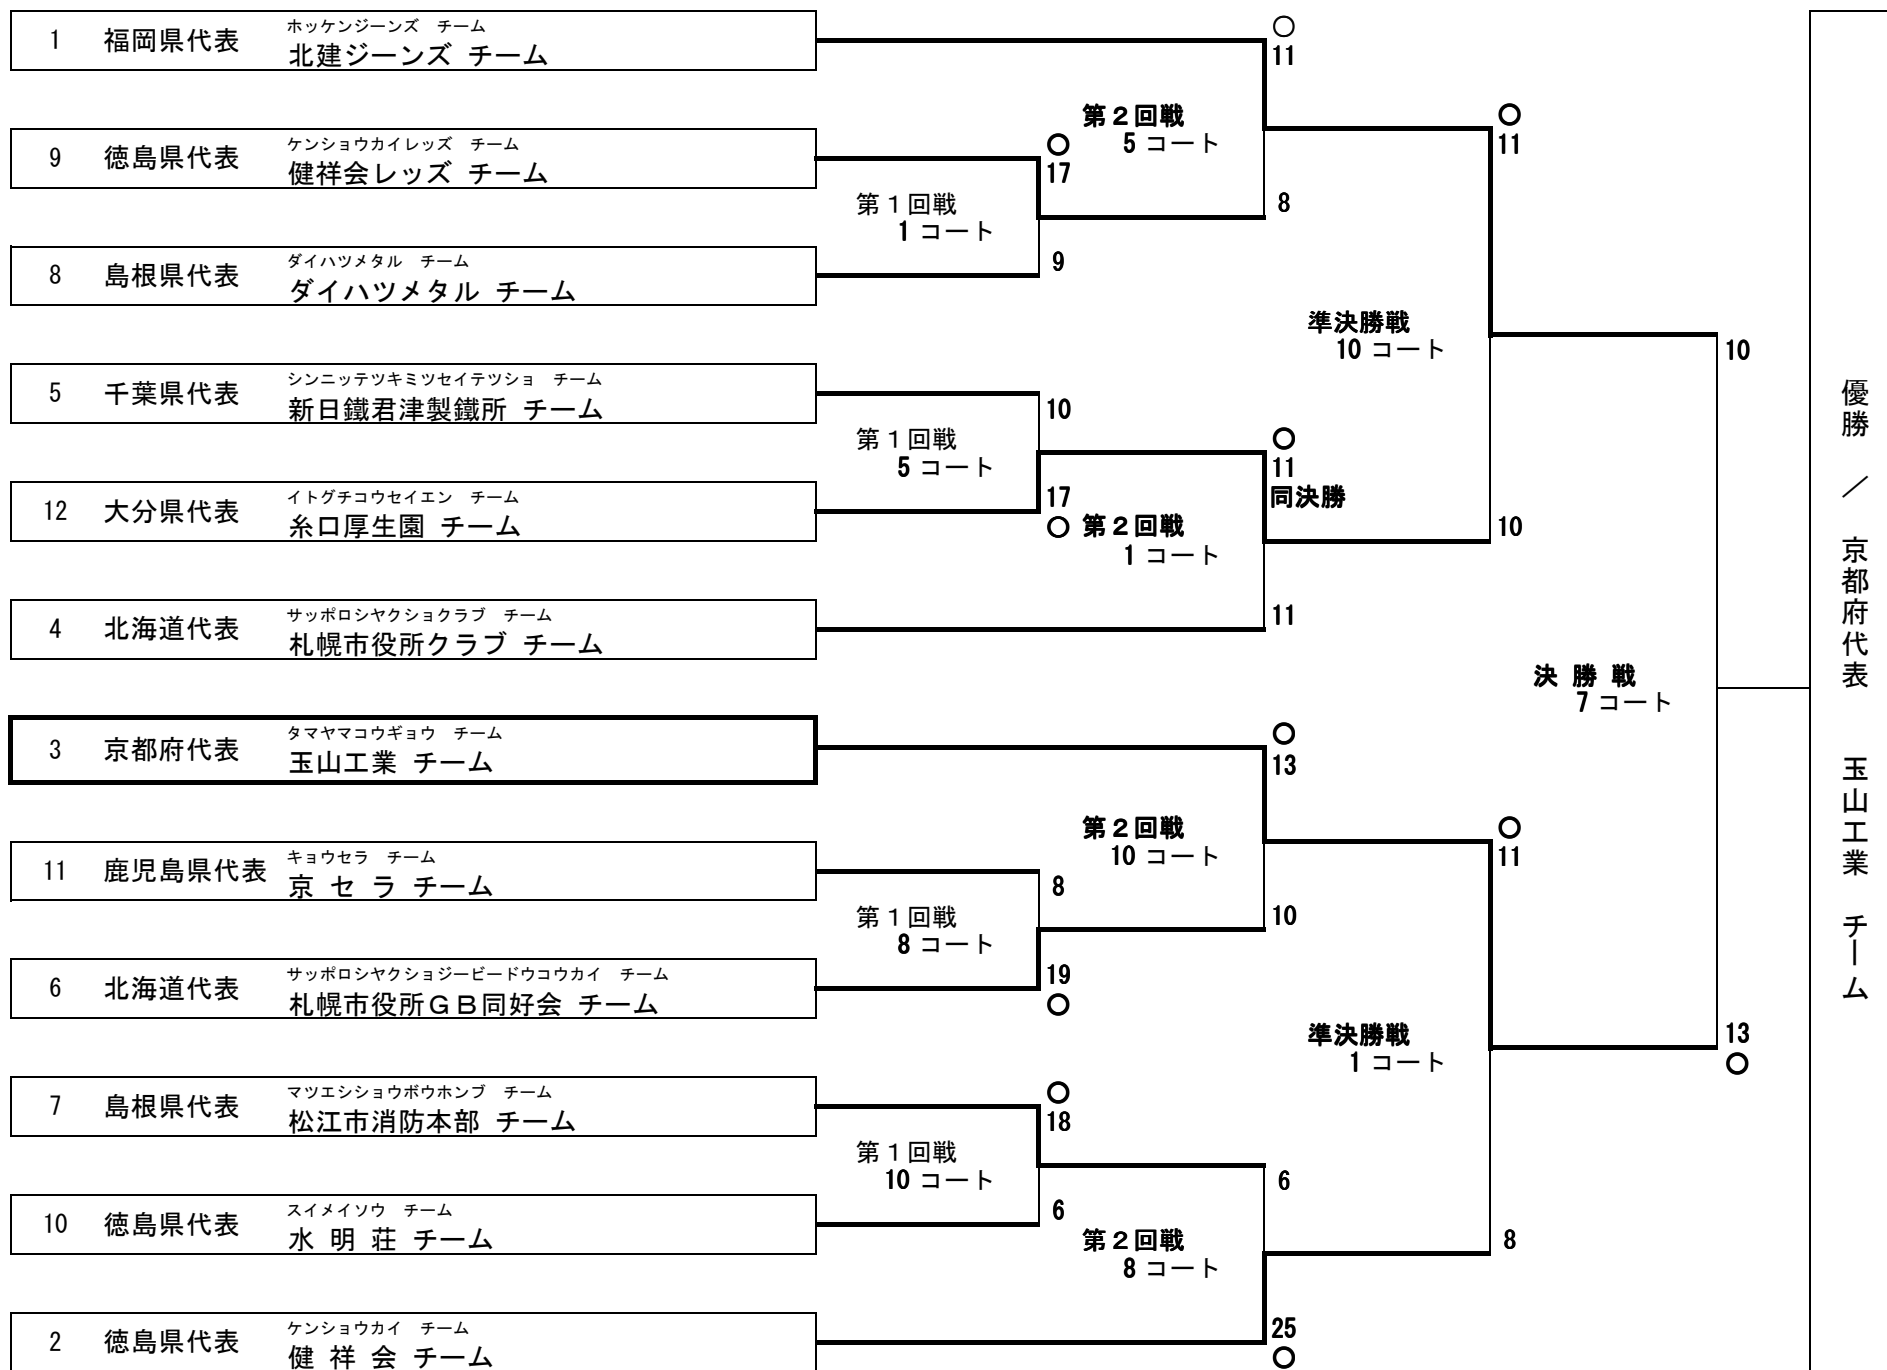 ホッケンジーンズ チーム
1 福岡県代表 北建ジーンズ チーム
○
11
第2回戦
5 コート
○
11
ケンショウカイレッズ チーム
9 徳島県代表 健祥会レッズ チーム
○
17
第1回戦
1 コート
8
ダイハツメタル チーム
8 島根県代表 ダイハツメタル チーム
9
準決勝戦
10 コート
10
シンニッテツキミツセイテツショ チーム
5 千葉県代表 新日鐵君津製鐵所 チーム
10
第1回戦
5 コート
○
11
同決勝
イトグチコウセイエン チーム
12 大分県代表 糸口厚生園 チーム
17
○
第2回戦
1 コート
10
サッポロシヤクショクラブ チーム
4 北海道代表 札幌市役所クラブ チーム
11
決 勝 戦
7 コート
タマヤマコウギョウ チーム
3 京都府代表 玉山工業 チーム
○
13
第2回戦
10 コート
○
11
キョウセラ チーム
11 鹿児島県代表 京 セ ラ チーム
8
第1回戦
8 コート
10
サッポロシヤクショジービードウコウカイ チーム
6 北海道代表 札幌市役所GB同好会 チーム
19
○
準決勝戦
1 コート
13
○
マツエシショウボウホンブ チーム
7 島根県代表 松江市消防本部 チーム
○
18
第1回戦
10 コート
6
スイメイソウ チーム
10 徳島県代表 水 明 荘 チーム
6
第2回戦
8 コート
8
ケンショウカイ チーム
2 徳島県代表 健 祥 会 チーム
25
○
優勝 / 京都府代表 玉山工業 チーム